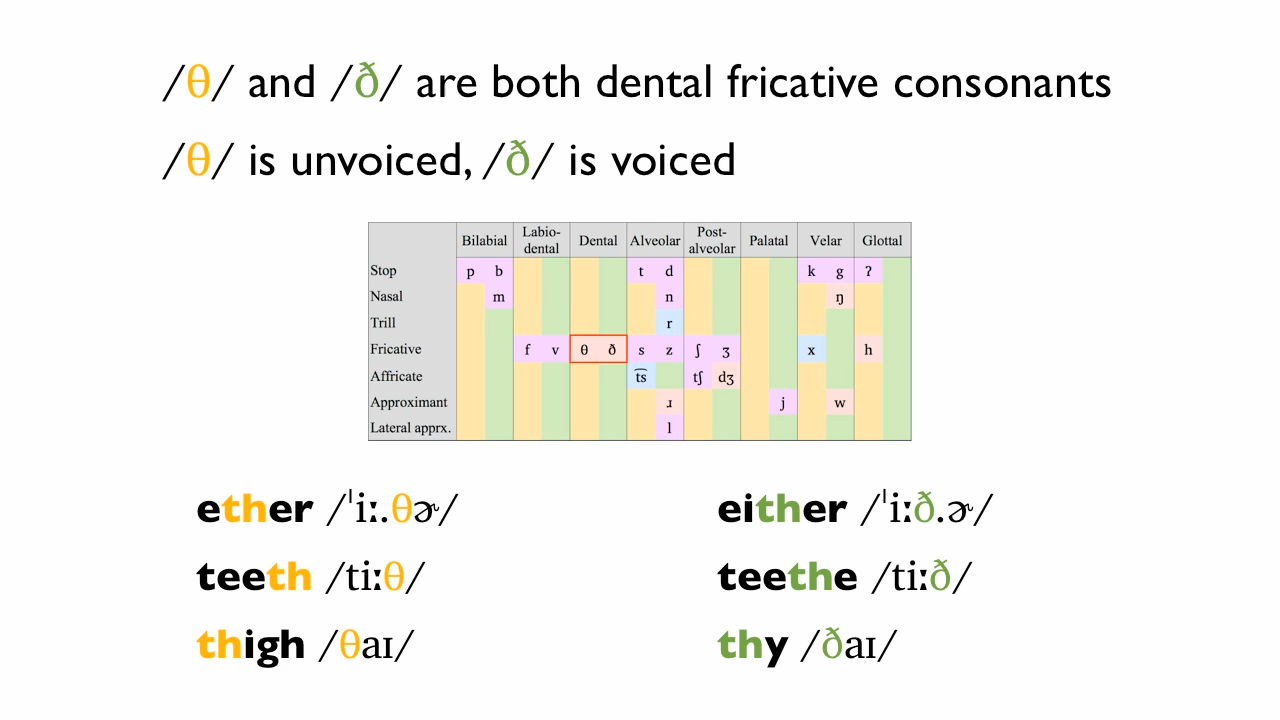 /θ/ and /ð/ are both dental fricative consonants
/θ/ is unvoiced, /ð/ is voiced
Bilabial Labio-dental Dental Alveolar Post-alveolar Palatal Velar Glottal
Stop p b t d k g ʔ
Nasal m n ŋ
Trill r
Fricative f v θ ð s z ʃ ʒ x h
Affricate t͡s tʃ dʒ
Approximant ɹ j w
Lateral apprx. l
ether /ˈiː.θɚ/ either /ˈiːð.ɚ/
teeth /tiːθ/ teethe /tiːð/
thigh /θaɪ/ thy /ðaɪ/